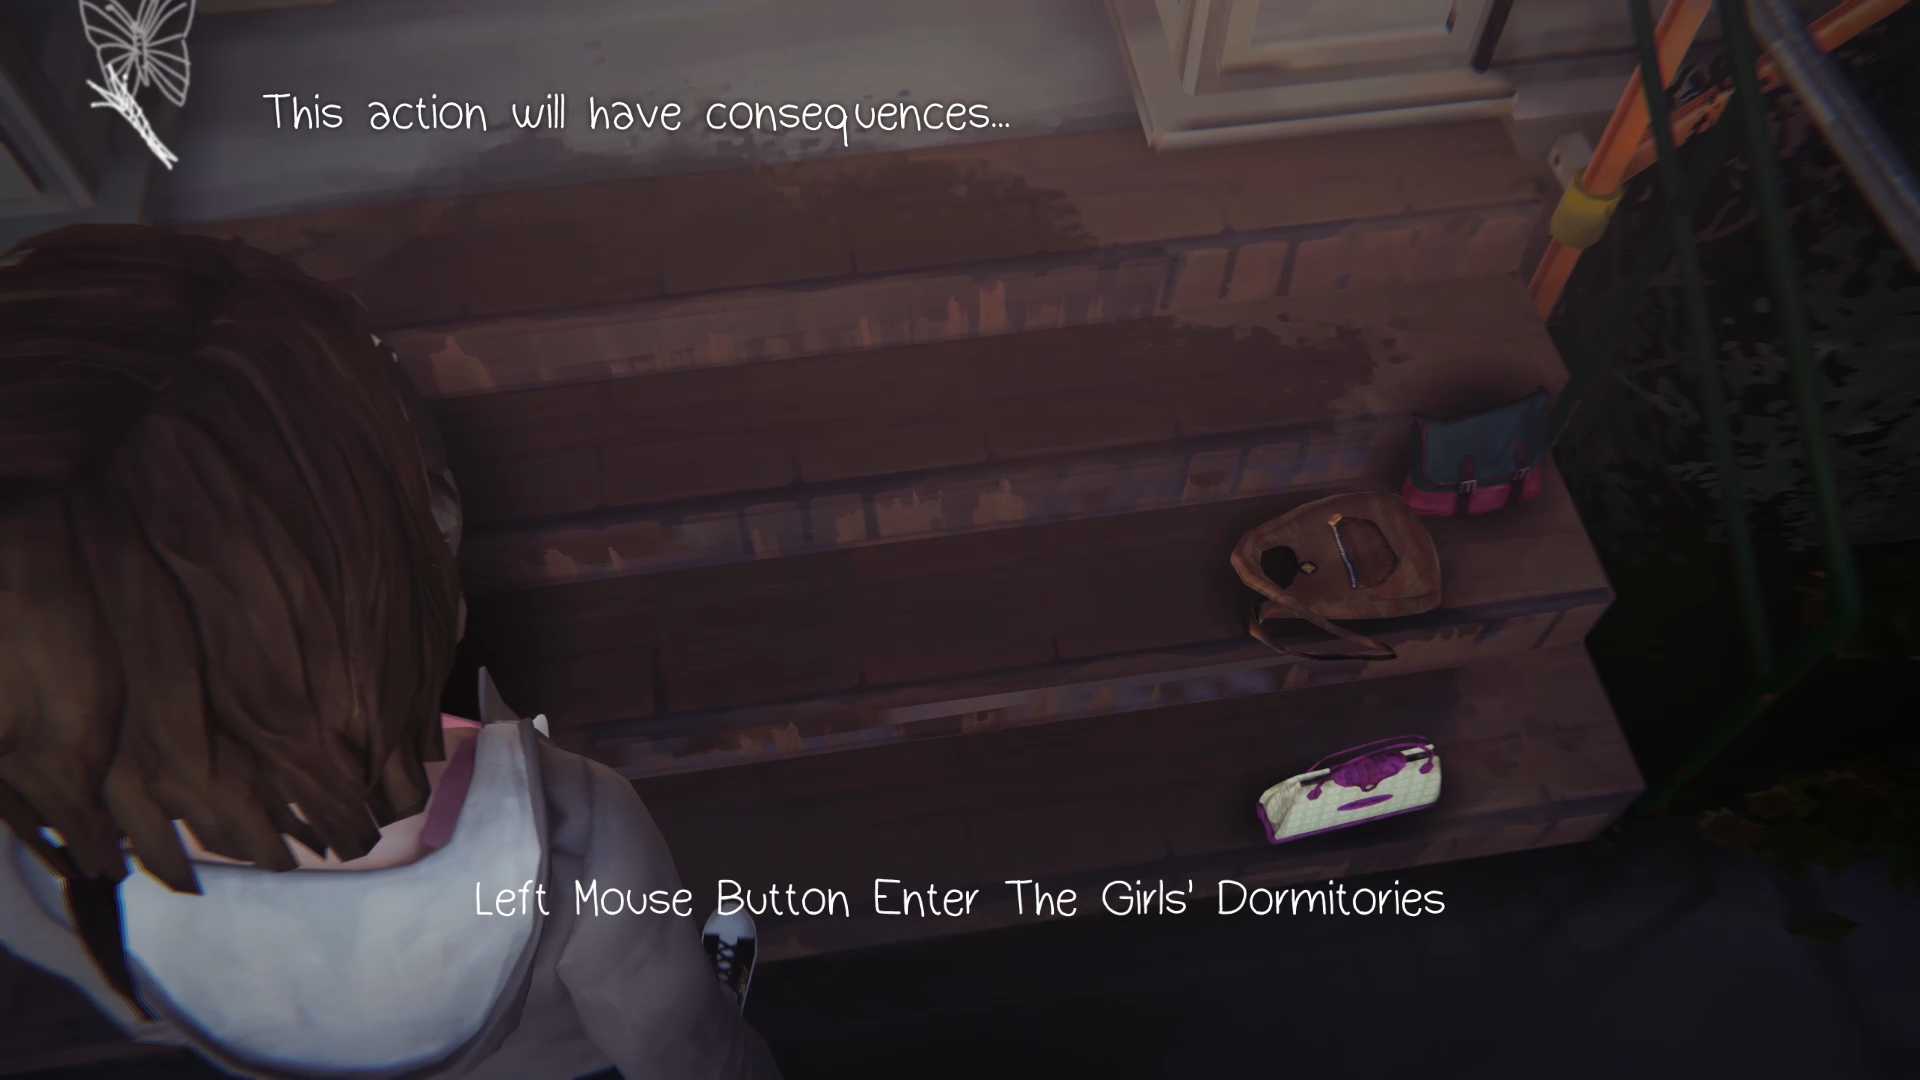 This action will have consequences...
Left Mouse Button Enter The Girls' Dormitories